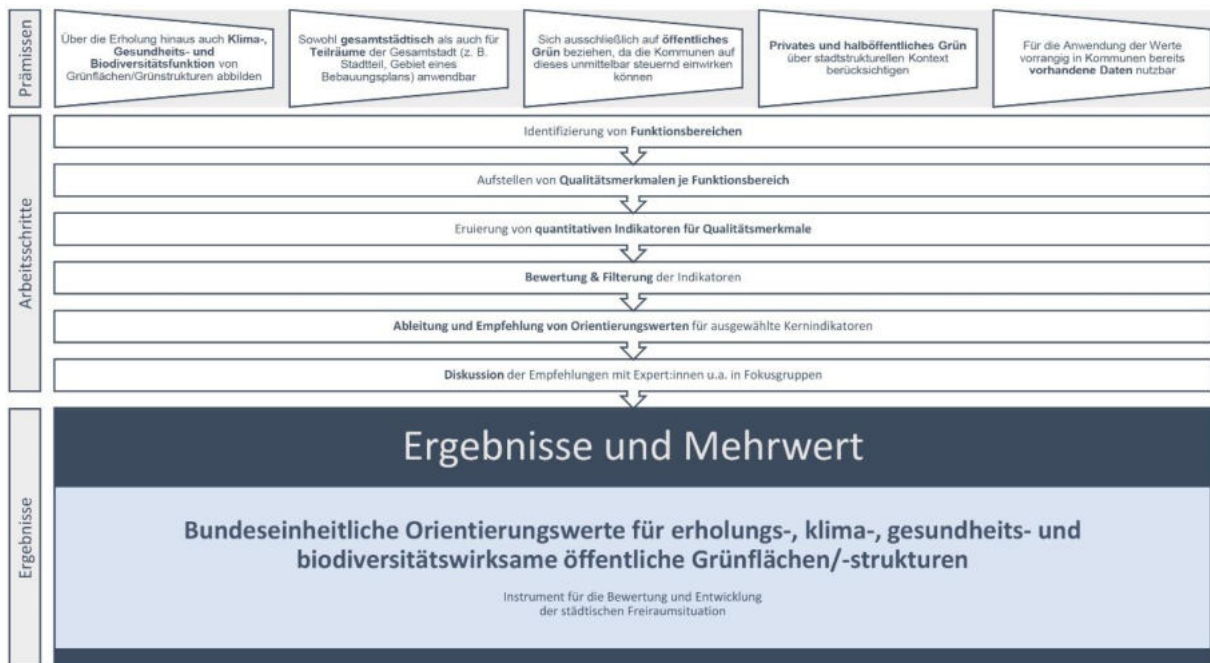 Prämissen
Über die Erholung hinaus auch Klima-,
Gesundheits- und
Biodiversitätsfunktion von
Grünflächen/Grünstrukturen abbilden
Sowohl gesamtstädtisch als auch für
Teilräume der Gesamtstadt (z. B.
Stadtteil, Gebiet eines
Bebauungsplans) anwendbar
Sich ausschließlich auf öffentliches
Grün beziehen, da die Kommunen auf
dieses unmittelbar steuernd einwirken
können
Privates und halböffentliches Grün
über stadtstrukturellen Kontext
berücksichtigen
Für die Anwendung der Werte
vorrangig in Kommunen bereits
vorhandene Daten nutzbar
Arbeitsschritte
Identifizierung von Funktionsbereichen
Aufstellen von Qualitätsmerkmalen je Funktionsbereich
Eruierung von quantitativen Indikatoren für Qualitätsmerkmale
Bewertung & Filterung der Indikatoren
Ableitung und Empfehlung von Orientierungswerten für ausgewählte Kernindikatoren
Diskussion der Empfehlungen mit Expert:innen u.a. in Fokusgruppen
Ergebnisse
Ergebnisse und Mehrwert
Bundeseinheitliche Orientierungswerte für erholungs-, klima-, gesundheits- und
biodiversitätswirksame öffentliche Grünflächen/-strukturen
Instrument für die Bewertung und Entwicklung
der städtischen Freiraumsituation